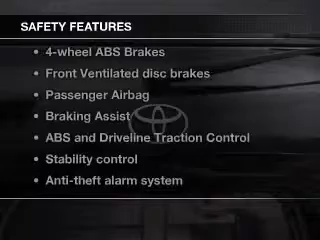 SAFETY FEATURES
• 4-wheel ABS Brakes
• Front Ventilated disc brakes
• Passenger Airbag
• Braking Assist
• ABS and Driveline Traction Control
• Stability control
• Anti-theft alarm system